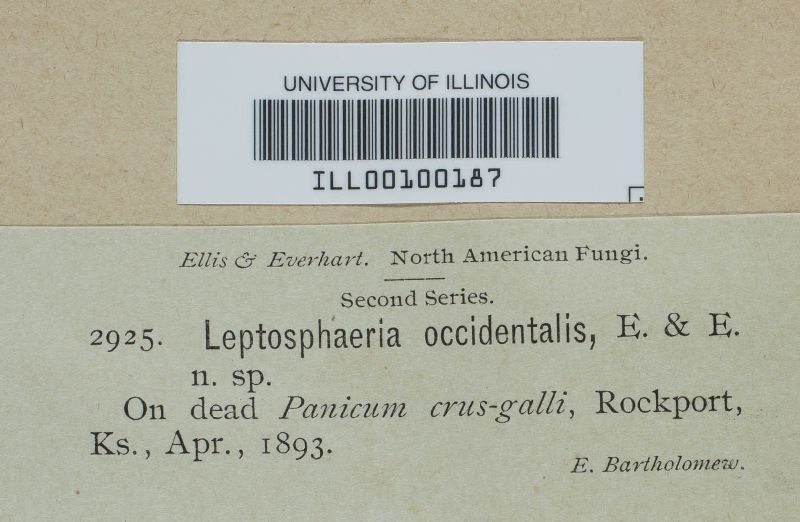 UNIVERSITY OF ILLINOIS
ILL00100187
Ellis & Everhart. North American Fungi.
Second Series.
2925. Leptosphaeria occidentalis, E. & E.
n. sp.
On dead Panicum crus-galli, Rockport,
Ks., Apr., 1893.
E. Bartholomew.